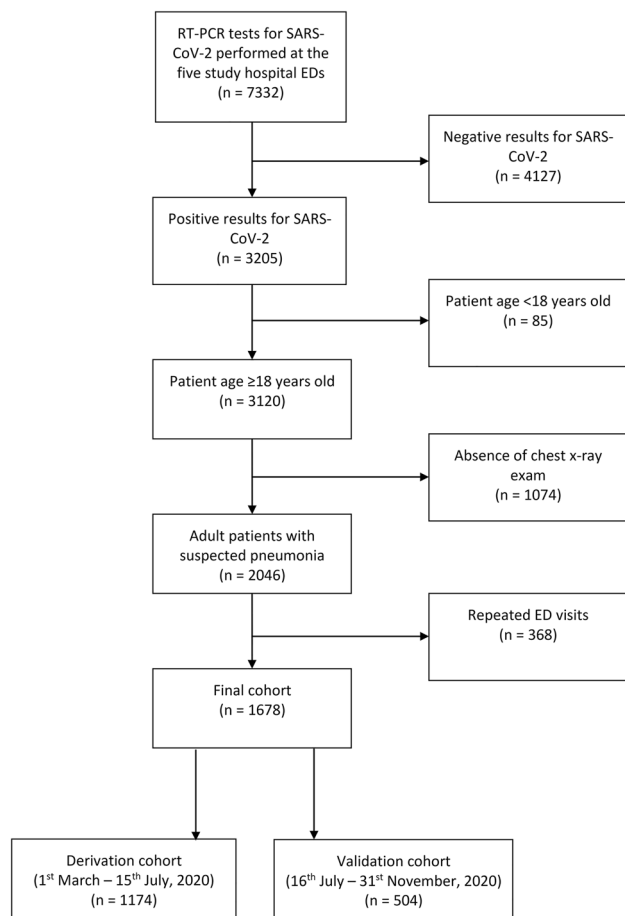 RT-PCR tests for SARS-
CoV-2 performed at the
five study hospital EDs
(n = 7332)
Negative results for SARS-
CoV-2
(n = 4127)
Positive results for SARS-
CoV-2
(n = 3205)
Patient age <18 years old
(n = 85)
Patient age ≥18 years old
(n = 3120)
Absence of chest x-ray
exam
(n = 1074)
Adult patients with
suspected pneumonia
(n = 2046)
Repeated ED visits
(n = 368)
Final cohort
(n = 1678)
Derivation cohort
(1st March – 15th July, 2020)
(n = 1174)
Validation cohort
(16th July – 31st November, 2020)
(n = 504)